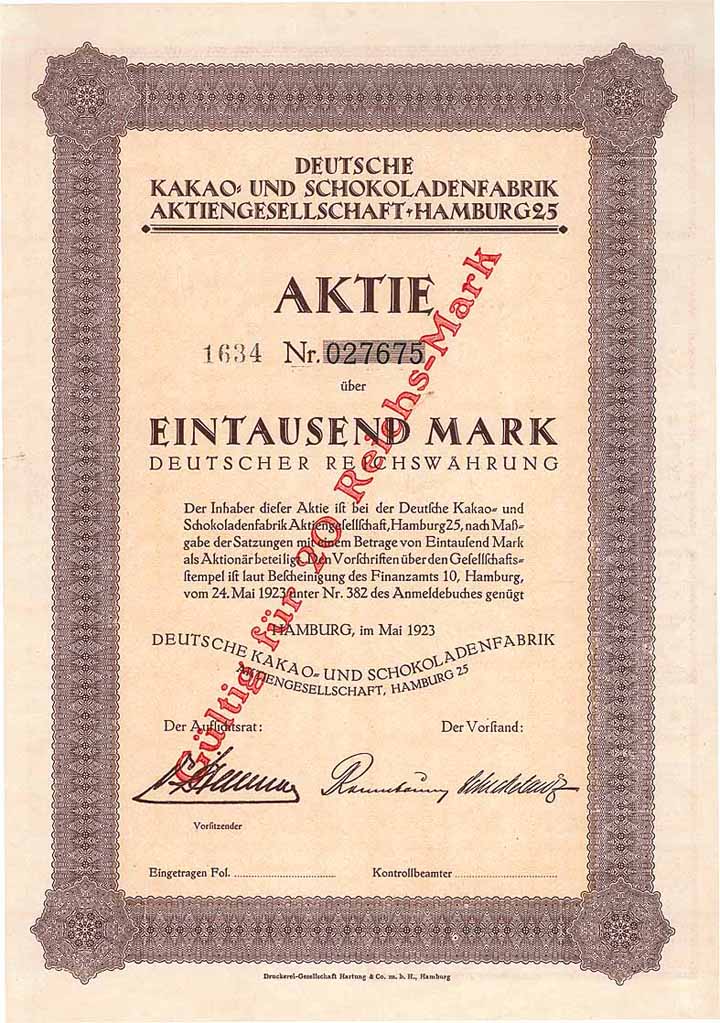 DEUTSCHE
KAKAO= UND SCHOKOLADENFABRIK
AKTIENGESELLSCHAFT + HAMBURG 25
AKTIE
1634 Nr. 027675
über
EINTAUSEND MARK
DEUTSCHER REICHSWÄHRUNG
Der Inhaber dieser Aktie ist bei der Deutsche Kakao= und
Schokoladenfabrik Aktiengesellschaft, Hamburg 25, nach Maß=
gabe der Satzungen mit einem Betrage von Eintausend Mark
als Aktionär beteiligt. Den Vorschriften über den Gesellschafts=
stempel ist laut Bescheinigung des Finanzamts 10, Hamburg,
vom 24. Mai 1923 unter Nr. 382 des Anmeldebuches genügt
HAMBURG, im Mai 1923
DEUTSCHE KAKAO= UND SCHOKOLADENFABRIK
AKTIENGESELLSCHAFT, HAMBURG 25
Gültig für 20 Reichs-Mark
Der Aufsichtsrat: Der Vorstand:
Vorsitzender
Eingetragen Fol. Kontrollbeamter
Druckerei-Gesellschaft Hartung & Co. m. b. H., Hamburg